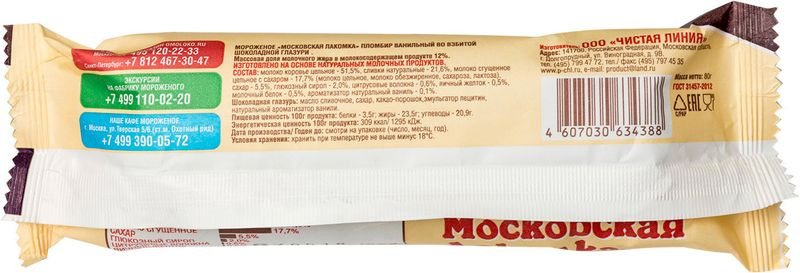 OMOLOKO.RU
495 120-22-33
Санкт-Петербург: +7 812 467-30-47
ЭКСКУРСИИ
НА ФАБРИКУ МОРОЖЕНОГО
+7 499 110-02-20
НАШЕ КАФЕ МОРОЖЕНОЕ
г. Москва, ул.Тверская 5/6.(ст.м. Охотный ряд)
+7 499 390-05-72
МОРОЖЕНОЕ «МОСКОВСКАЯ ЛАКОМКА» ПЛОМБИР ВАНИЛЬНЫЙ ВО ВЗБИТОЙ
ШОКОЛАДНОЙ ГЛАЗУРИ .
Массовая доля молочного жира в молокосодержащем продукте 12%.
ИЗГОТОВЛЕНО НА ОСНОВЕ НАТУРАЛЬНЫХ МОЛОЧНЫХ ПРОДУКТОВ.
СОСТАВ: молоко коровье цельное - 51,5%, сливки натуральные - 21,6%, молоко сгущенное
цельное с сахаром - 17,7% (молоко цельное, молоко обезжиренное, сахароза, лактоза),
сахар - 5,5%, глюкозный сироп - 2,0%, цитрусовые волокна - 0,6%, яичный желток - 0,5%,
молочный белок - 0,5%, ароматизатор натуральный ваниль - 0,1%.
Шоколадная глазурь: масло сливочное, сахар, какао-порошок,эмульгатор лецитин,
натуральный ароматизатор ванили.
Пищевая ценность 100г продукта: белки - 3,5г; жиры - 23,5г; углеводы - 20,9г.
Энергетическая ценность 100г продукта: 309 ккал/ 1295 кДж.
Дата производства/ Годен до: смотри на упаковке (число, месяц, год).
Условия хранения: хранить при температуре не выше минус 18°С.
Изготовитель: ООО "ЧИСТАЯ ЛИНИЯ"
Адрес: 141700, Российская Федерация, Московская область,
г.Долгопрудный, ул.Виноградная, д. 9В.
тел. (495) 799 47 72, тел./ факс (495) 797 45 35
www. p-chl.ru, e-mail: product@land.ru
4 607030 634388
Масса нетто: 80г
ГОСТ 31457-2012
EAC
C/PAP
СГУЩЕННОЕ
САХАР
ГЛЮКОЗНЫЙ СИРОП
17,7%
5,5%
2,0%
Московская